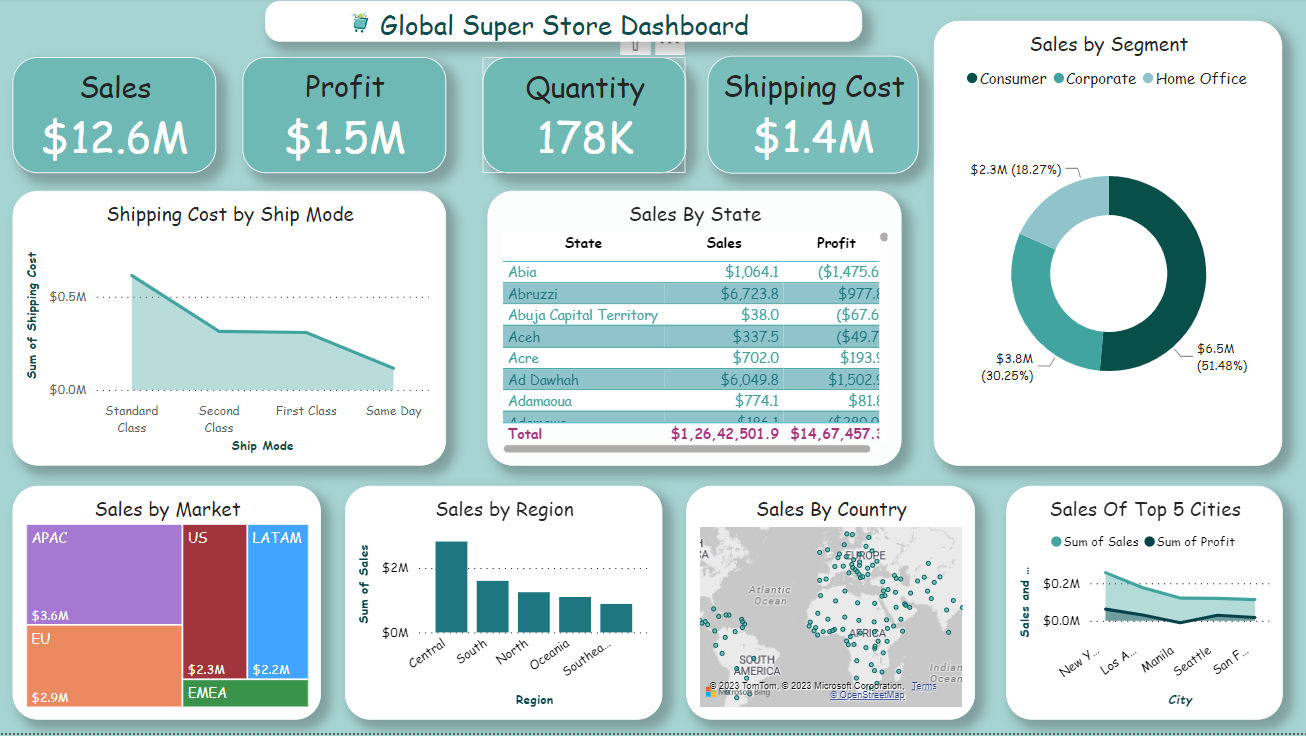 Global Super Store Dashboard
Sales
$12.6M
Profit
$1.5M
Quantity
178K
Shipping Cost
$1.4M
Sales by Segment
Consumer Corporate Home Office
$2.3M (18.27%)
$3.8M
(30.25%)
$6.5M
(51.48%)
Shipping Cost by Ship Mode
Sum of Shipping Cost
$0.5M
$0.0M
Standard
Class
Second
Class
First Class
Same Day
Ship Mode
Sales By State
State Sales Profit
Abia $1,064.1 ($1,475.6
Abruzzi $6,723.8 $977.8
Abuja Capital Territory $38.0 ($67.6
Aceh $337.5 ($49.7
Acre $702.0 $193.9
Ad Dawhah $6,049.8 $1,502.9
Adamaoua $774.1 $81.8
Total $1,26,42,501.9 $14,67,457.3
Sales by Market
APAC
$3.6M
EU
$2.9M
US
$2.3M
LATAM
$2.2M
EMEA
Sales by Region
Sum of Sales
$2M
$0M
Central
South
North
Oceania
Southea...
Region
Sales By Country
EUROPE
Atlantic
Ocean
AFRICA
SOUTH
AMERICA
Indian
Ocean
© 2023 TomTom, © 2023 Microsoft Corporation, Terms
© OpenStreetMap
Microsoft Bing
Sales Of Top 5 Cities
Sum of Sales Sum of Profit
Sales and ...
$0.2M
$0.0M
New Y...
Los A...
Manila
Seattle
San F...
City